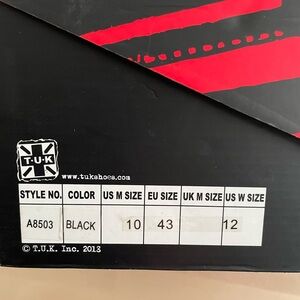 T·U·K
www.tukshoes.com
STYLE NO. COLOR US M SIZE EU SIZE UK M SIZE US W SIZE
A8503 BLACK 10 43 12
© T.U.K. Inc. 2013